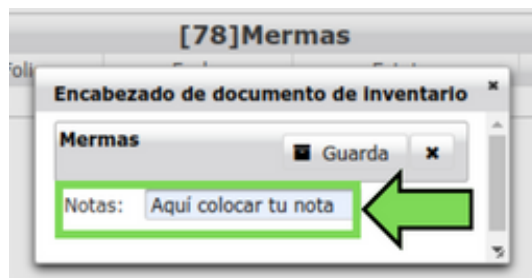 [78]Mermas
Encabezado de documento de inventario
Mermas
Guarda
Notas: Aquí colocar tu nota